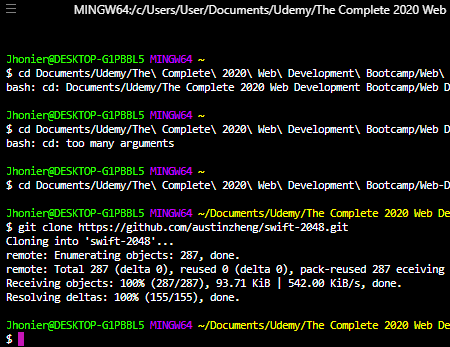 MINGW64:/c/Users/User/Documents/Udemy/The Complete 2020 Web
Jhonier@DESKTOP-G1PBBL5 MINGW64 ~
$ cd Documents/Udemy/The\ Complete\ 2020\ Web\ Development\ Bootcamp/Web\
bash: cd: Documents/Udemy/The Complete 2020 Web Development Bootcamp/Web D
Jhonier@DESKTOP-G1PBBL5 MINGW64 ~
$ cd Documents/Udemy/The\ Complete\ 2020\ Web\ Development\ Bootcamp/Web D
bash: cd: too many arguments
Jhonier@DESKTOP-G1PBBL5 MINGW64 ~
$ cd Documents/Udemy/The\ Complete\ 2020\ Web\ Development\ Bootcamp/Web-D
Jhonier@DESKTOP-G1PBBL5 MINGW64 ~/Documents/Udemy/The Complete 2020 Web De
$ git clone https://github.com/austinzheng/swift-2048.git
Cloning into 'swift-2048'...
remote: Enumerating objects: 287, done.
remote: Total 287 (delta 0), reused 0 (delta 0), pack-reused 287 eceiving
Receiving objects: 100% (287/287), 93.71 KiB | 542.00 KiB/s, done.
Resolving deltas: 100% (155/155), done.
Jhonier@DESKTOP-G1PBBL5 MINGW64 ~/Documents/Udemy/The Complete 2020 Web De
$